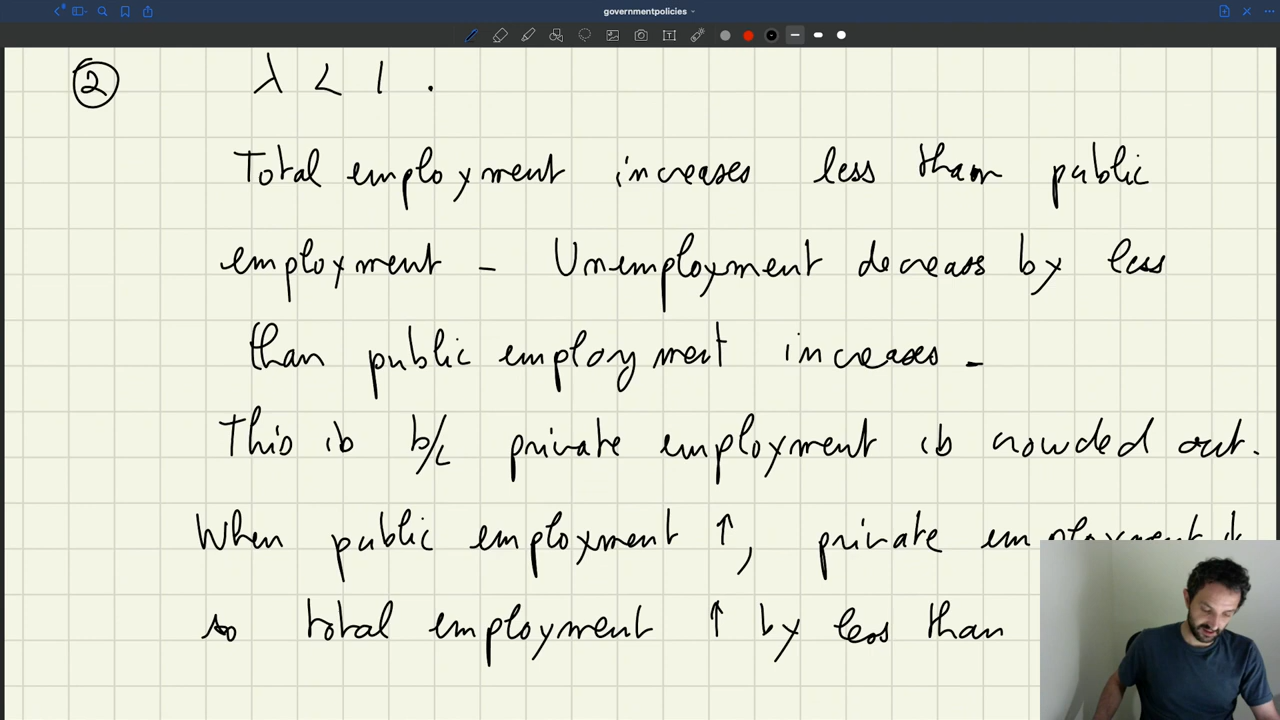 governmentpolicies
② λ < 1 .
Total employment increases less than public
employment - Unemployment decreases by less
than public employment increases -
This is b/c private employment is crowded out.
When public employment ↑, private employment ↓
so total employment ↑ by less than